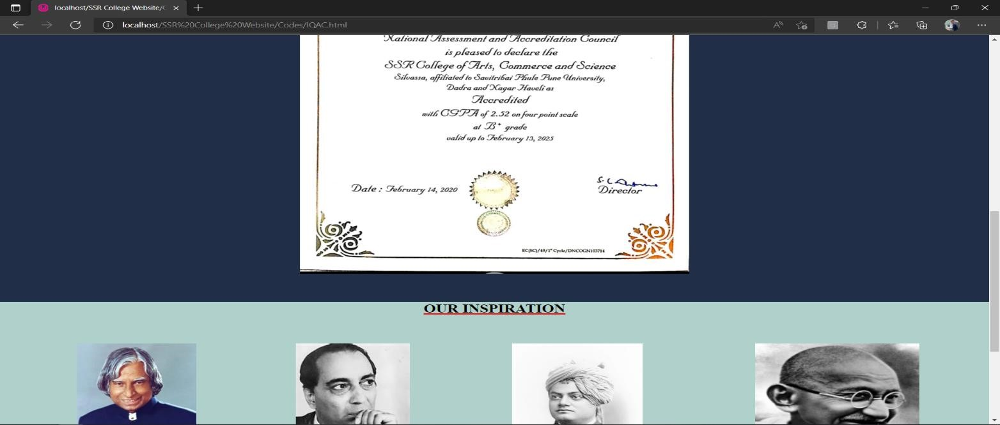 localhost/SSR College Website/C
localhost/SSR%20College%20Website/Codes/IQAC.html
National Assessment and Accreditation Council
is pleased to declare the
SSR College of Arts, Commerce and Science
Silvassa, affiliated to Savitribai Phule Pune University,
Dadra and Nagar Haveli as
Accredited
with CGPA of 2.52 on four point scale
at B+ grade
valid up to February 13, 2025
Date : February 14, 2020
Director
EC(SC)/49/1st Cycle/DNCOGN103714
OUR INSPIRATION